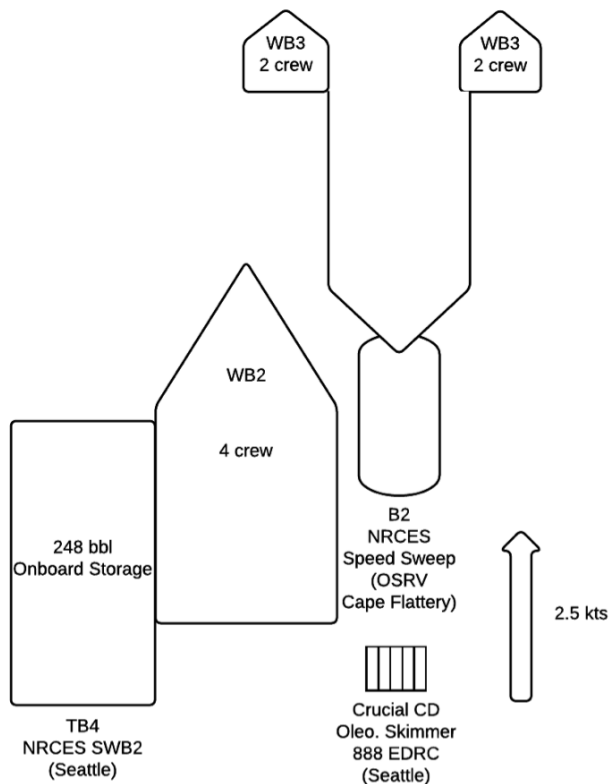 WB3
2 crew
WB3
2 crew
WB2
4 crew
248 bbl
Onboard Storage
B2
NRCES
Speed Sweep
(OSRV
Cape Flattery)
2.5 kts
TB4
NRCES SWB2
(Seattle)
Crucial CD
Oleo. Skimmer
888 EDRC
(Seattle)